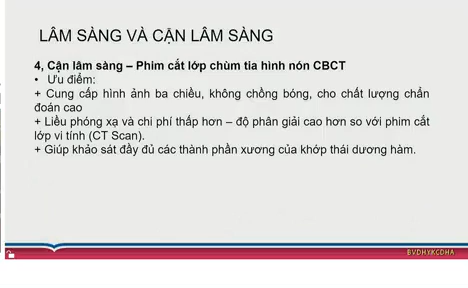 LÂM SÀNG VÀ CẬN LÂM SÀNG
4, Cận lâm sàng – Phim cắt lớp chùm tia hình nón CBCT
• Ưu điểm:
+ Cung cấp hình ảnh ba chiều, không chồng bóng, cho chất lượng chẩn
đoán cao
+ Liều phóng xạ và chi phí thấp hơn – độ phân giải cao hơn so với phim cắt
lớp vi tính (CT Scan).
+ Giúp khảo sát đầy đủ các thành phần xương của khớp thái dương hàm.
BVDHYKCDHA